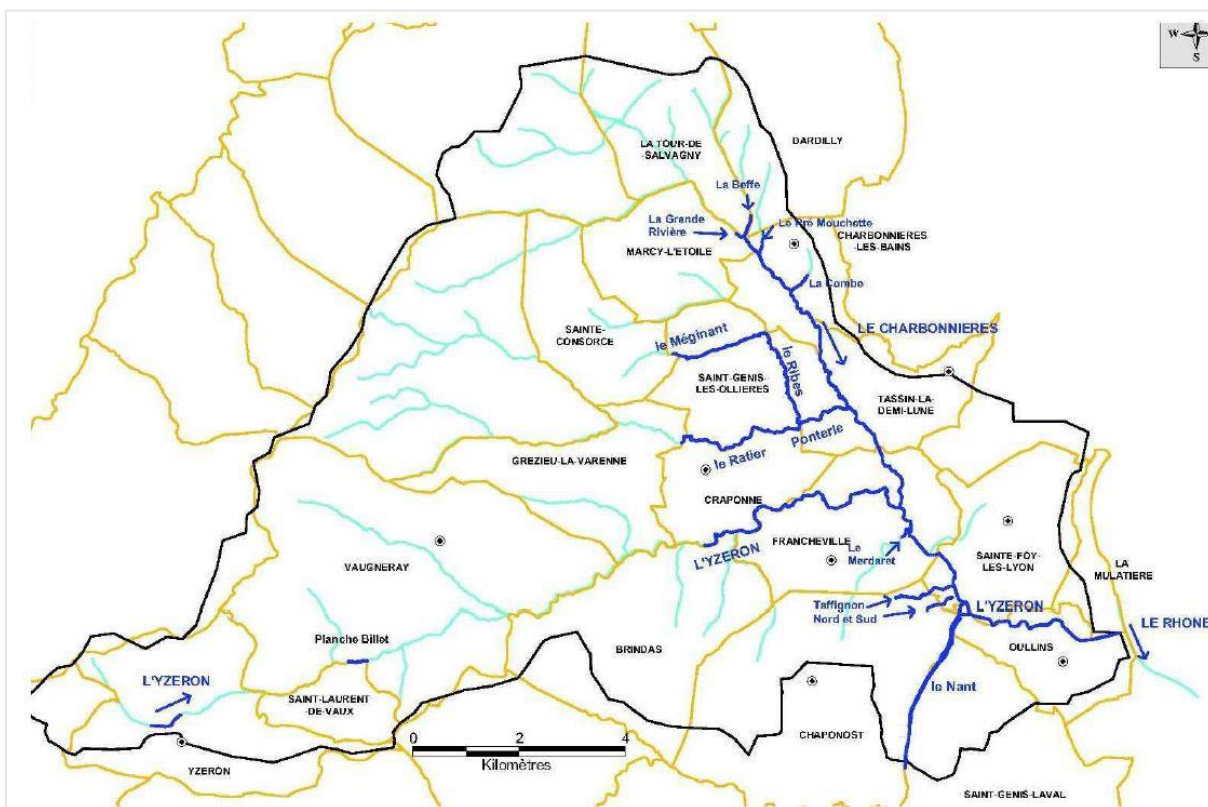 W
S
DARDILLY
LA TOUR-DE
-SALVAGNY
La Beffe
La Grande
Rivière
Le Pré Mouchette
CHARBONNIERES
-LES-BAINS
MARCY-L'ETOILE
La Combe
LE CHARBONNIERES
SAINTE-
CONSORCE
le Méginant
le Ribes
SAINT-GENIS-
LES-OLLIERES
TASSIN-LA-
DEMI-LUNE
Ponterle
le Ratier
GREZIEU-LA-VARENNE
CRAPONNE
L'YZERON
FRANCHEVILLE
Le
Merdaret
SAINTE-FOY-
LES-LYON
LA
MULATIERE
VAUGNERAY
Taffignon
Nord et Sud
L'YZERON
LE RHONE
Planche Billet
BRINDAS
OULLINS
L'YZERON
SAINT-LAURENT
-DE-VAUX
le Nant
CHAPONOST
0 2 4
Kilomètres
YZERON
SAINT-GENIS-LAVAL